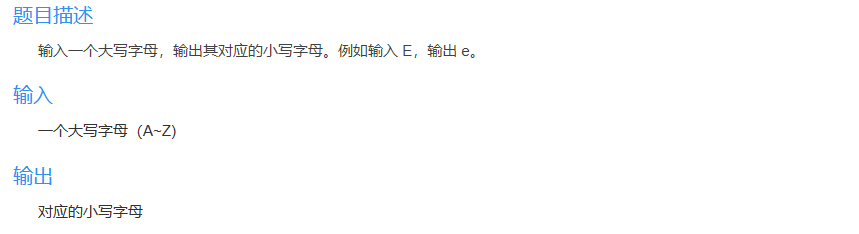 题目描述
输入一个大写字母，输出其对应的小写字母。例如输入 E，输出 e。
输入
一个大写字母（A~Z）
输出
对应的小写字母